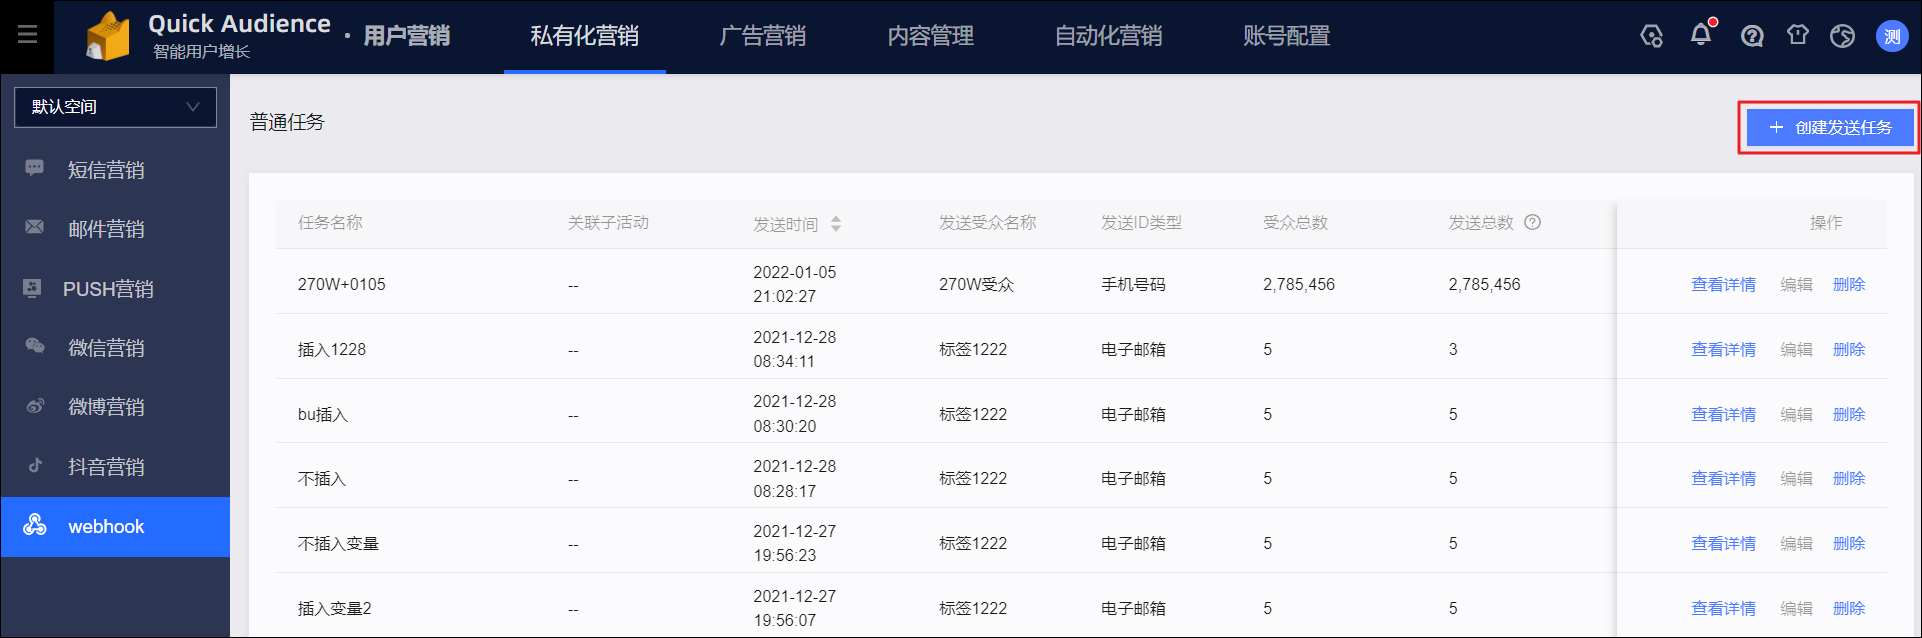 Quick Audience
智能用户增长
· 用户营销
私有化营销
广告营销
内容管理
自动化营销
账号配置
测
默认空间
短信营销
邮件营销
PUSH营销
微信营销
微博营销
抖音营销
webhook
普通任务
+ 创建发送任务
任务名称 关联子活动 发送时间 发送受众名称 发送ID类型 受众总数 发送总数 操作
270W+0105 -- 2022-01-05 21:02:27 270W受众 手机号码 2,785,456 2,785,456 查看详情 编辑 删除
插入1228 -- 2021-12-28 08:34:11 标签1222 电子邮箱 5 3 查看详情 编辑 删除
bu插入 -- 2021-12-28 08:30:20 标签1222 电子邮箱 5 5 查看详情 编辑 删除
不插入 -- 2021-12-28 08:28:17 标签1222 电子邮箱 5 5 查看详情 编辑 删除
不插入变量 -- 2021-12-27 19:56:23 标签1222 电子邮箱 5 5 查看详情 编辑 删除
插入变量2 -- 2021-12-27 19:56:07 标签1222 电子邮箱 5 5 查看详情 编辑 删除